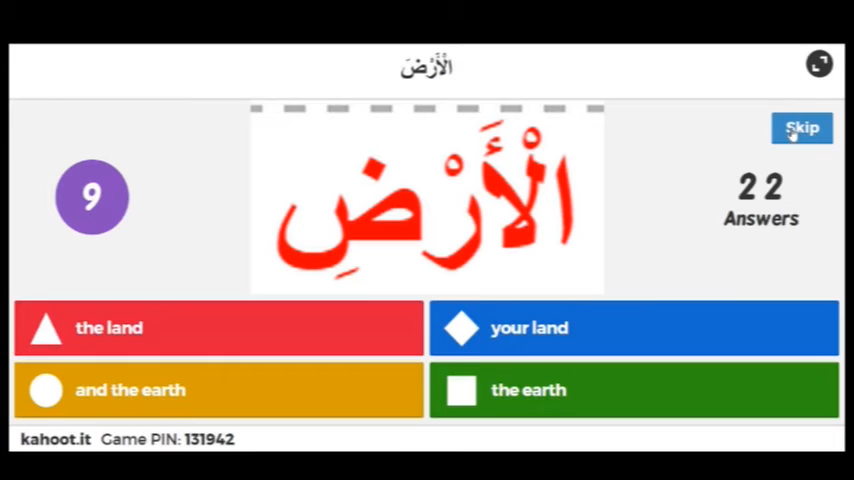 الْأَرْضَ
Skip
الْأَرْضِ
9
22
Answers
the land
your land
and the earth
the earth
kahoot.it Game PIN: 131942